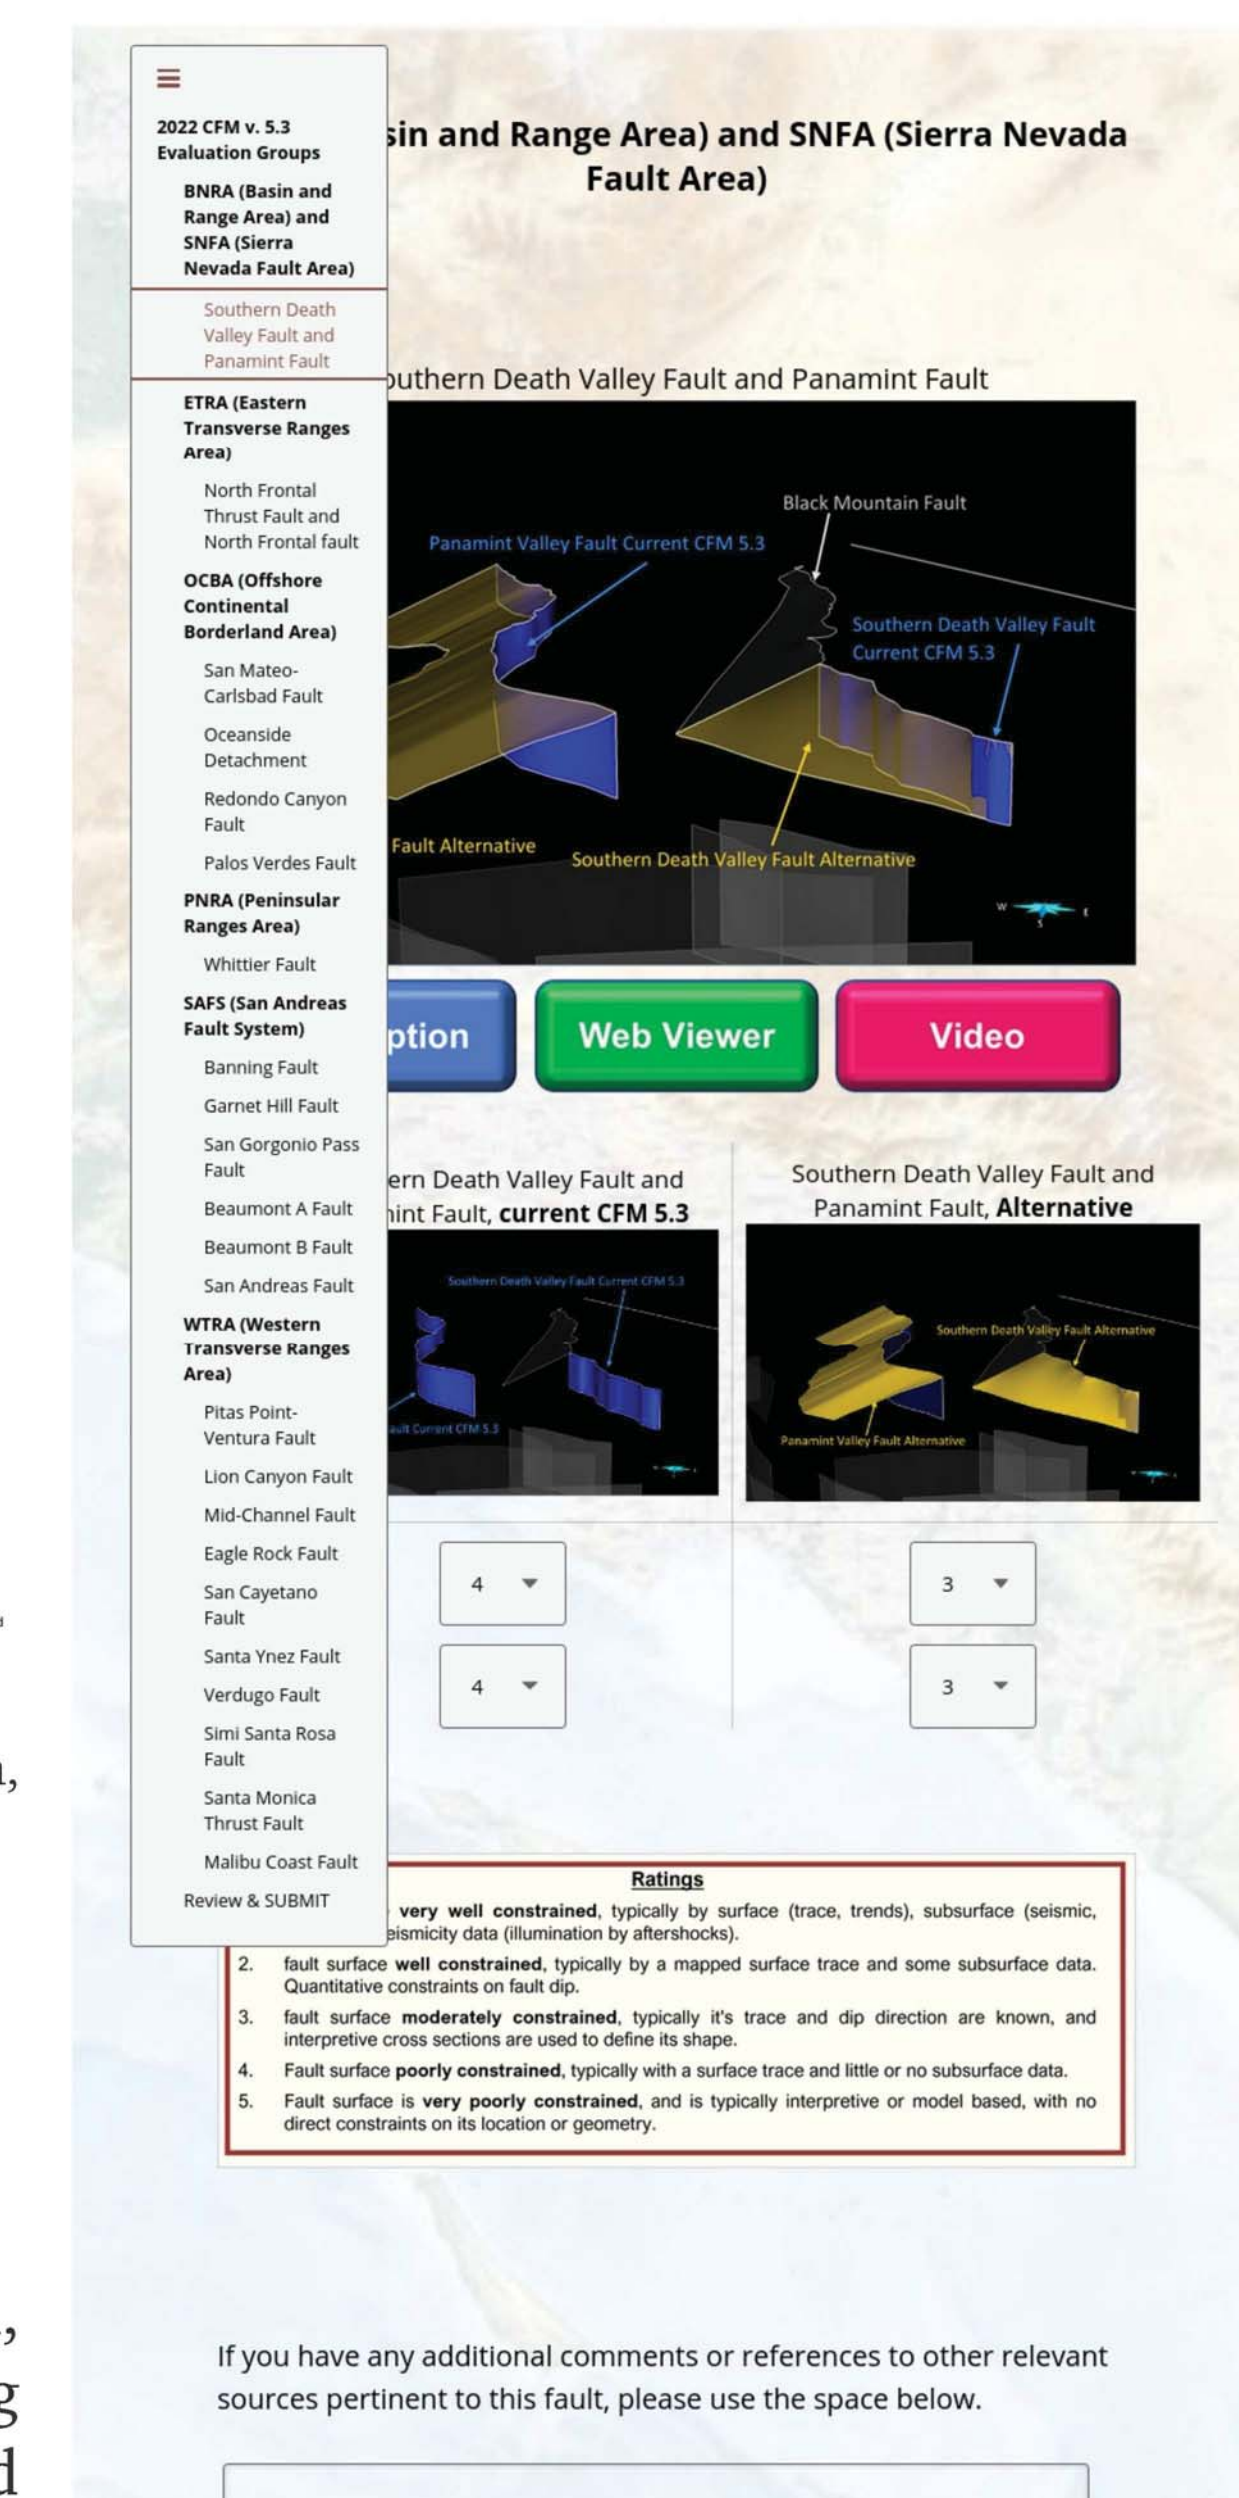 2022 CFM v. 5.3
Evaluation Groups
BNRA (Basin and
Range Area) and
SNFA (Sierra
Nevada Fault Area)
Southern Death
Valley Fault and
Panamint Fault
ETRA (Eastern
Transverse Ranges
Area)
North Frontal
Thrust Fault and
North Frontal fault
OCBA (Offshore
Continental
Borderland Area)
San Mateo-
Carlsbad Fault
Oceanside
Detachment
Redondo Canyon
Fault
Palos Verdes Fault
PNRA (Peninsular
Ranges Area)
Whittier Fault
SAFS (San Andreas
Fault System)
Banning Fault
Garnet Hill Fault
San Gorgonio Pass
Fault
Beaumont A Fault
Beaumont B Fault
San Andreas Fault
WTRA (Western
Transverse Ranges
Area)
Pitas Point-
Ventura Fault
Lion Canyon Fault
Mid-Channel Fault
Eagle Rock Fault
San Cayetano
Fault
Santa Ynez Fault
Verdugo Fault
Simi Santa Rosa
Fault
Santa Monica
Thrust Fault
Malibu Coast Fault
Review & SUBMIT
sin and Range Area) and SNFA (Sierra Nevada
Fault Area)
outhern Death Valley Fault and Panamint Fault
Black Mountain Fault
Panamint Valley Fault Current CFM 5.3
Southern Death Valley Fault
Current CFM 5.3
Fault Alternative
Southern Death Valley Fault Alternative
W E
S
ption
Web Viewer
Video
ern Death Valley Fault and
int Fault, current CFM 5.3
Southern Death Valley Fault Current CFM 5.3
ault Current CFM 5.3
Southern Death Valley Fault and
Panamint Fault, Alternative
Southern Death Valley Fault Alternative
Panamint Valley Fault Alternative
4
3
4
3
Ratings
very well constrained, typically by surface (trace, trends), subsurface (seismic,
eismicity data (illumination by aftershocks).
2. fault surface well constrained, typically by a mapped surface trace and some subsurface data.
Quantitative constraints on fault dip.
3. fault surface moderately constrained, typically it's trace and dip direction are known, and
interpretive cross sections are used to define its shape.
4. Fault surface poorly constrained, typically with a surface trace and little or no subsurface data.
5. Fault surface is very poorly constrained, and is typically interpretive or model based, with no
direct constraints on its location or geometry.
If you have any additional comments or references to other relevant
sources pertinent to this fault, please use the space below.